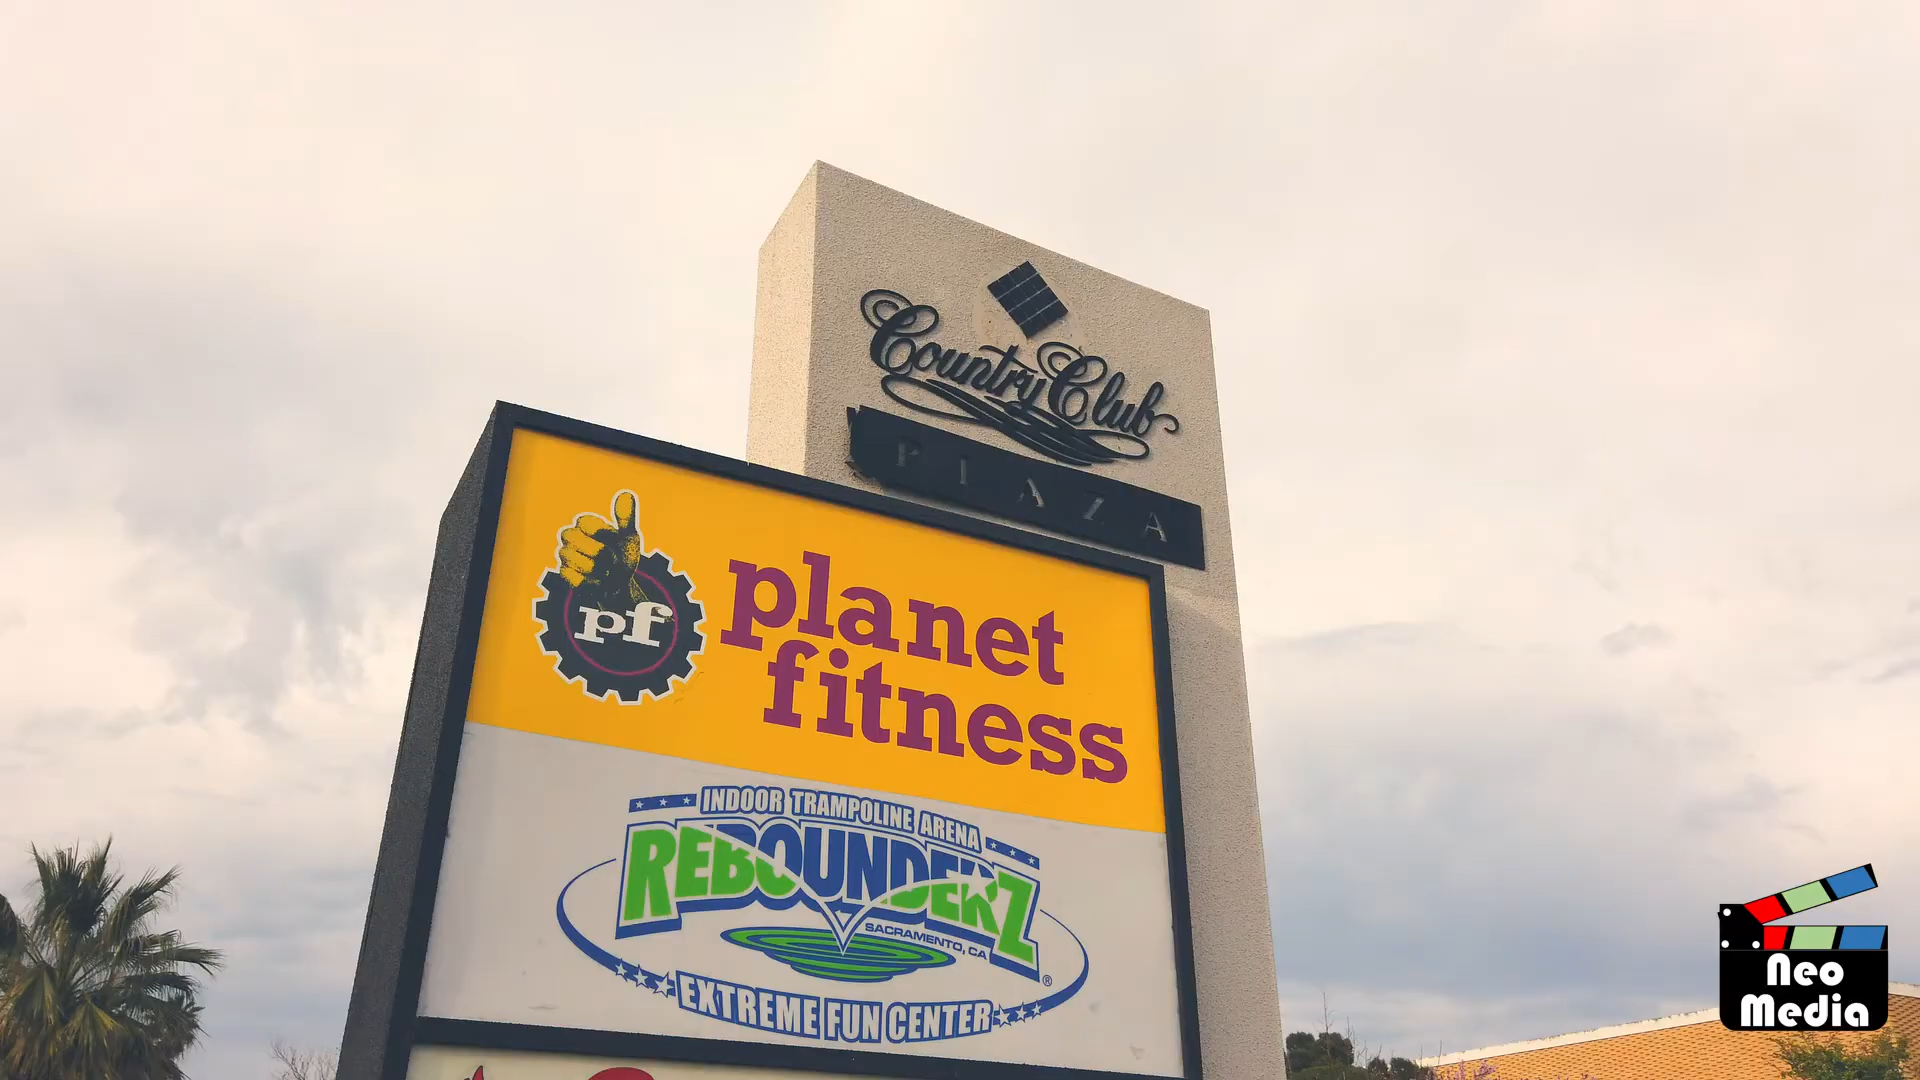 Country Club
PLAZA
pf
planet
fitness
INDOOR TRAMPOLINE ARENA
REBOUNDERZ
SACRAMENTO, CA
®
EXTREME FUN CENTER
Neo
Media